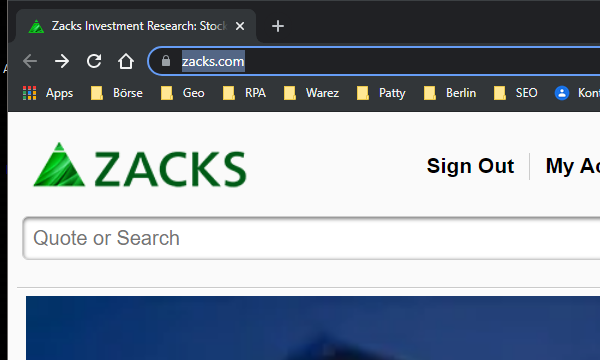 Zacks Investment Research: Stock
zacks.com
Apps Börse Geo RPA Warez Patty Berlin SEO Kont
ZACKS
Sign Out My Ac
Quote or Search